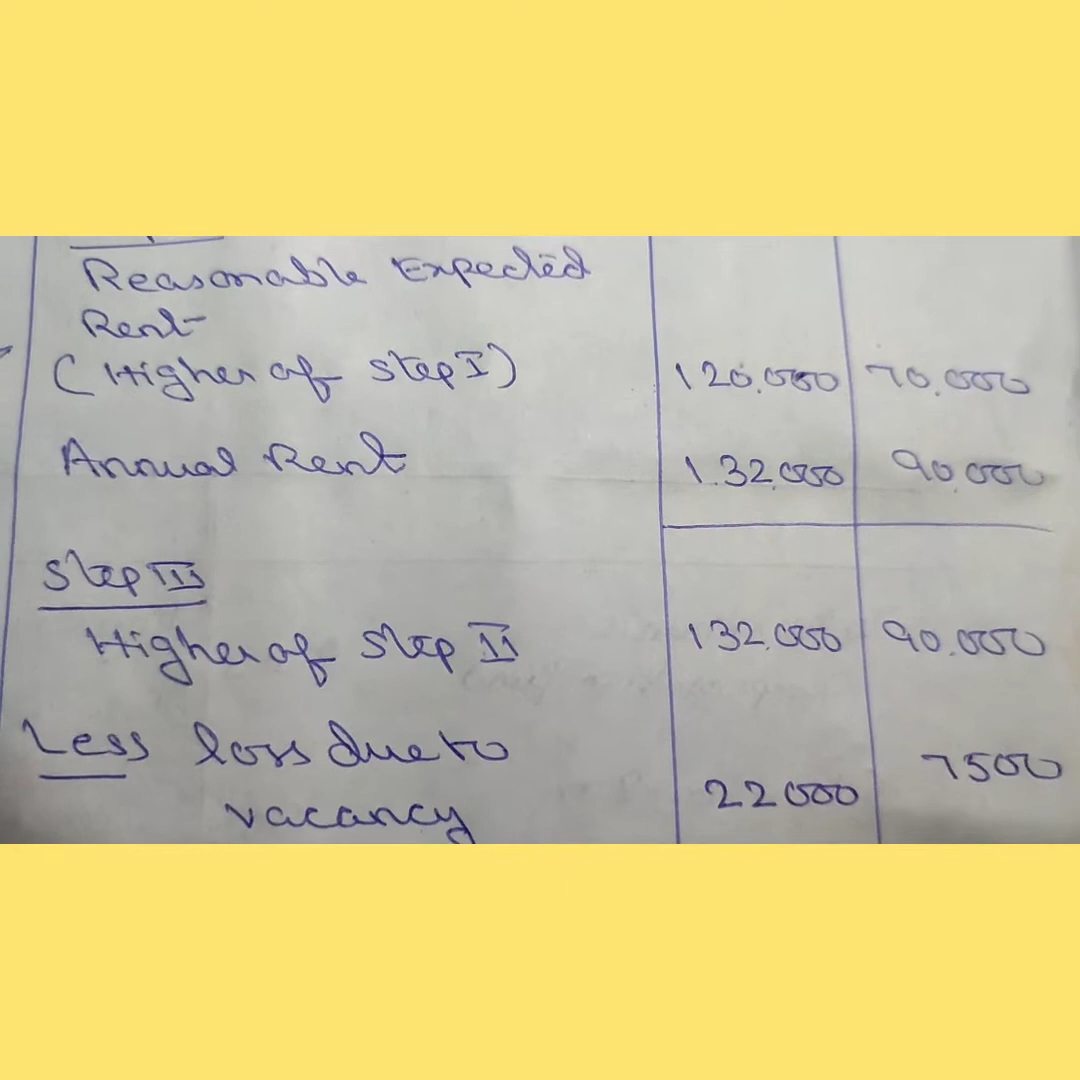 Reasonable Expected
Rent
(Higher of Step I) 120.000 70.000
Annual Rent 1.32.000 90.000
Step III
Higher of Step II 132.000 90.000
Less loss due to 7500
vacancy 22000